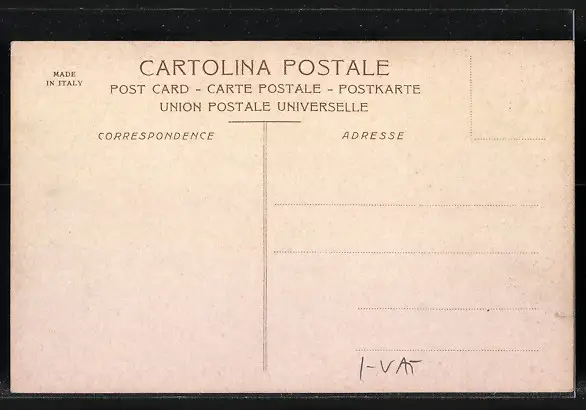 MADE
IN ITALY
CARTOLINA POSTALE
POST CARD - CARTE POSTALE - POSTKARTE
UNION POSTALE UNIVERSELLE
CORRESPONDENCE
ADRESSE
I-VAT